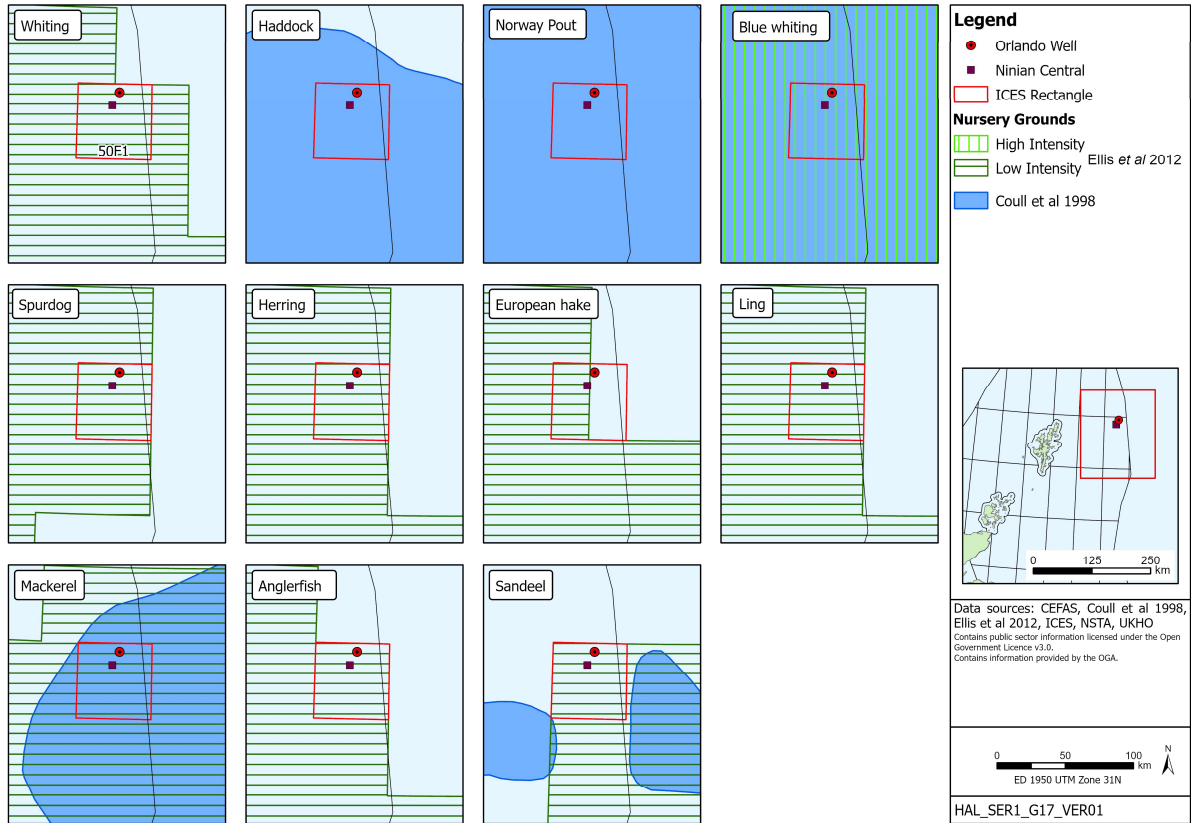 Whiting
Haddock
Norway Pout
Blue whiting
50F1
Spurdog
Herring
European hake
Ling
Mackerel
Anglerfish
Sandeel
Legend
Orlando Well
Ninian Central
ICES Rectangle
Nursery Grounds
High Intensity
Low Intensity
Ellis et al 2012
Coull et al 1998
0 125 250
km
Data sources: CEFAS, Coull et al 1998,
Ellis et al 2012, ICES, NSTA, UKHO
Contains public sector information licensed under the Open
Government Licence v3.0.
Contains information provided by the OGA.
0 50 100
km
N
ED 1950 UTM Zone 31N
HAL_SER1_G17_VER01